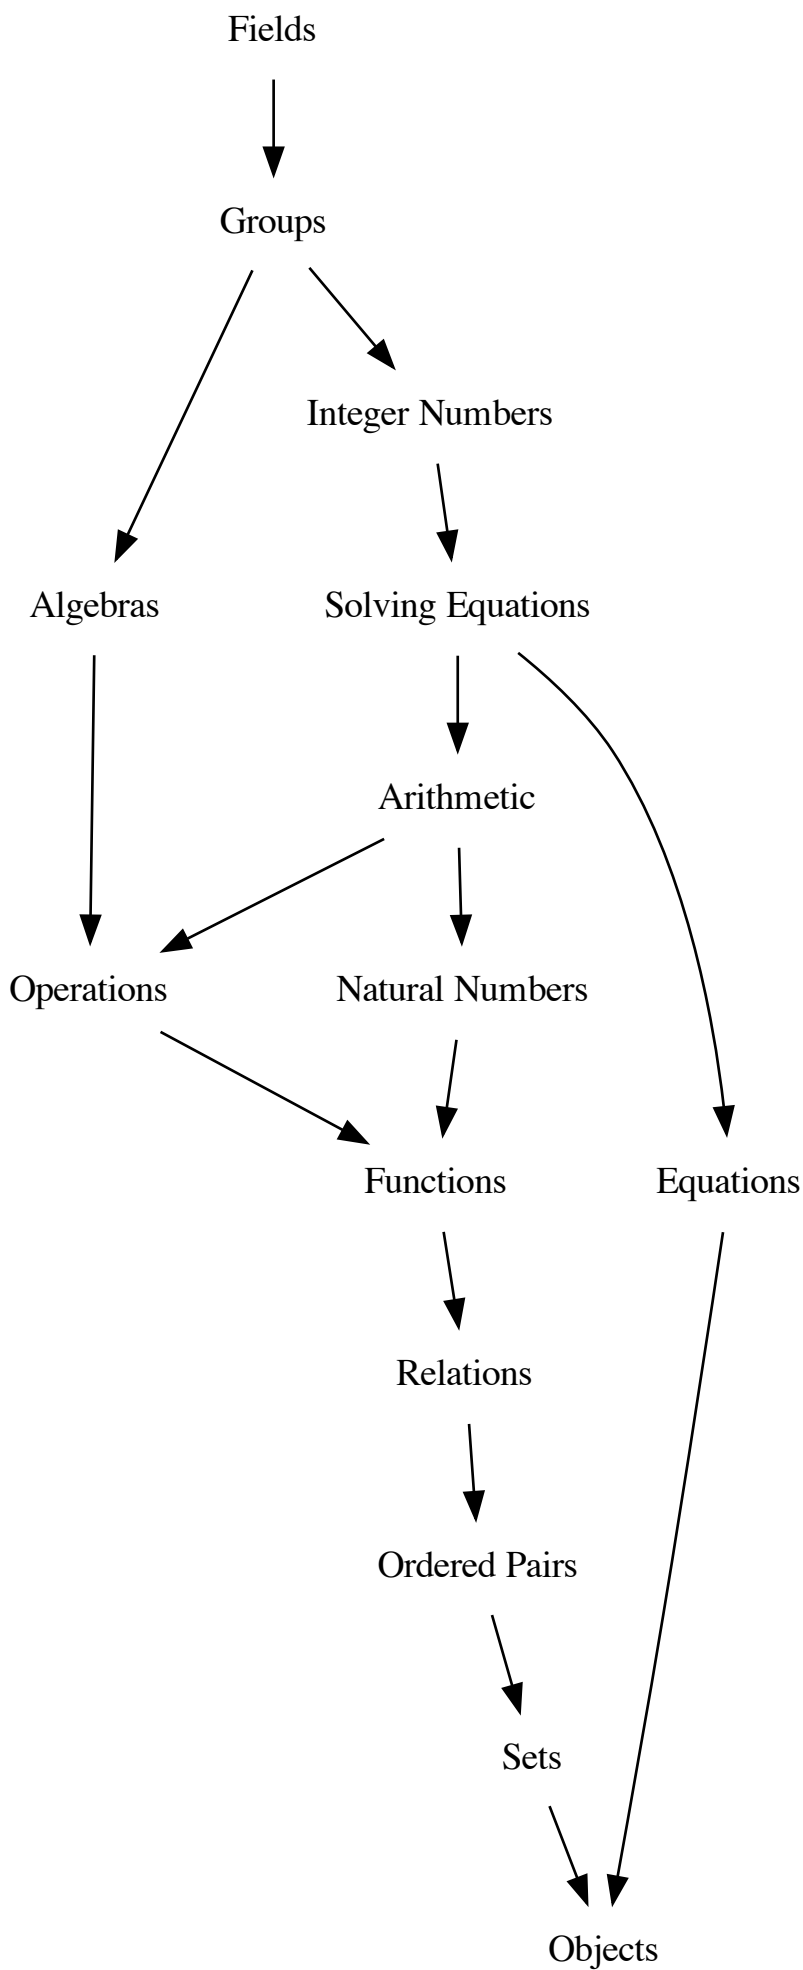 Fields
Groups
Integer Numbers
Algebras
Solving Equations
Arithmetic
Operations
Natural Numbers
Functions
Equations
Relations
Ordered Pairs
Sets
Objects